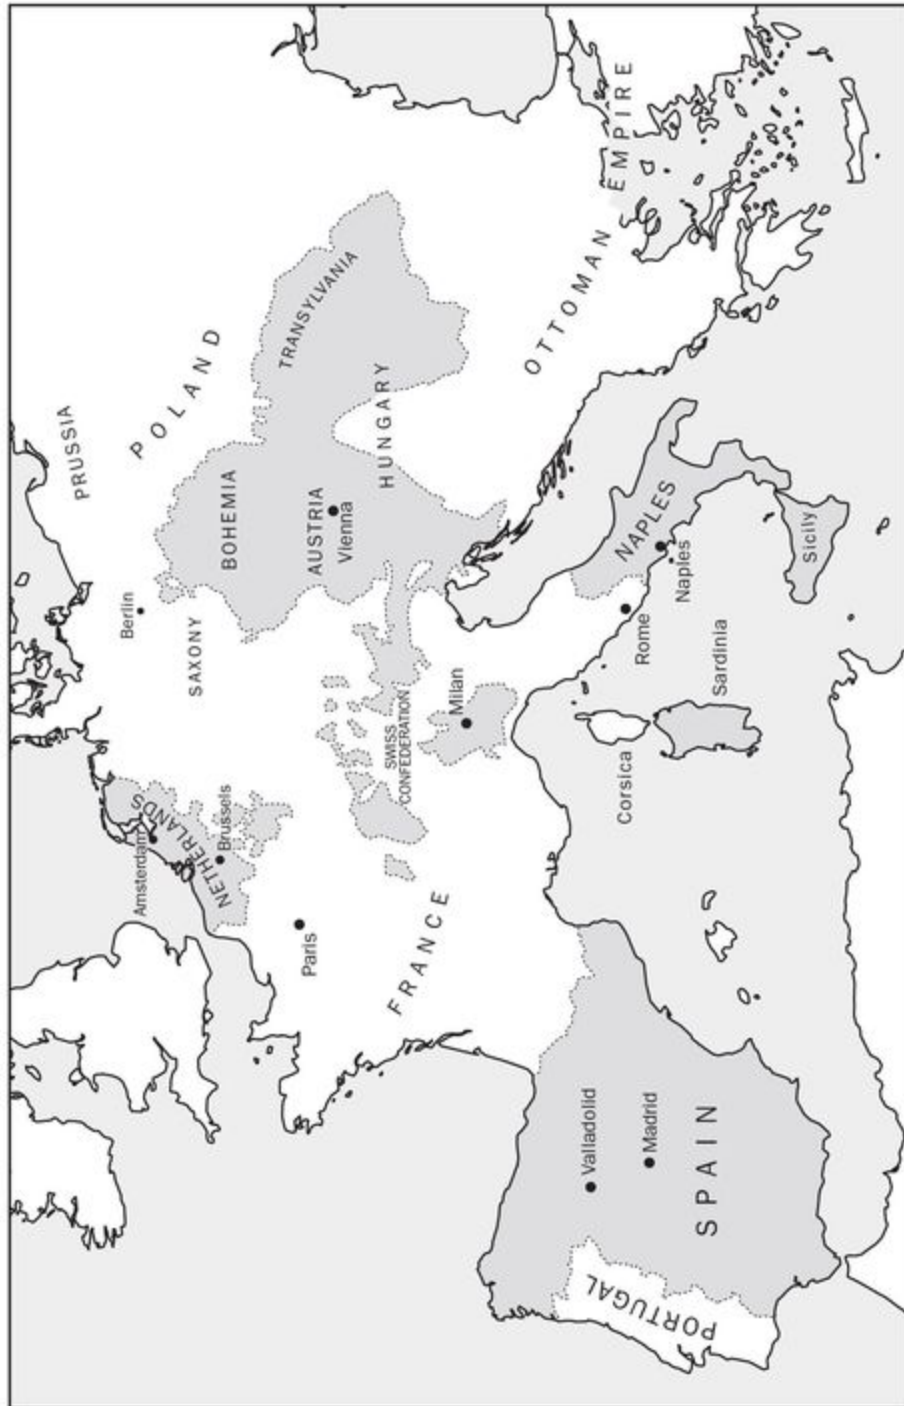 PRUSSIA
POLAND
Berlin
SAXONY
BOHEMIA
TRANSYLVANIA
AUSTRIA
Vienna
HUNGARY
OTTOMAN
EMPIRE
Amsterdam
NETHERLANDS
Brussels
Paris
FRANCE
SWISS
CONFEDERATION
Milan
NAPLES
Naples
Rome
Sicily
Sardinia
Corsica
Valladolid
Madrid
SPAIN
PORTUGAL